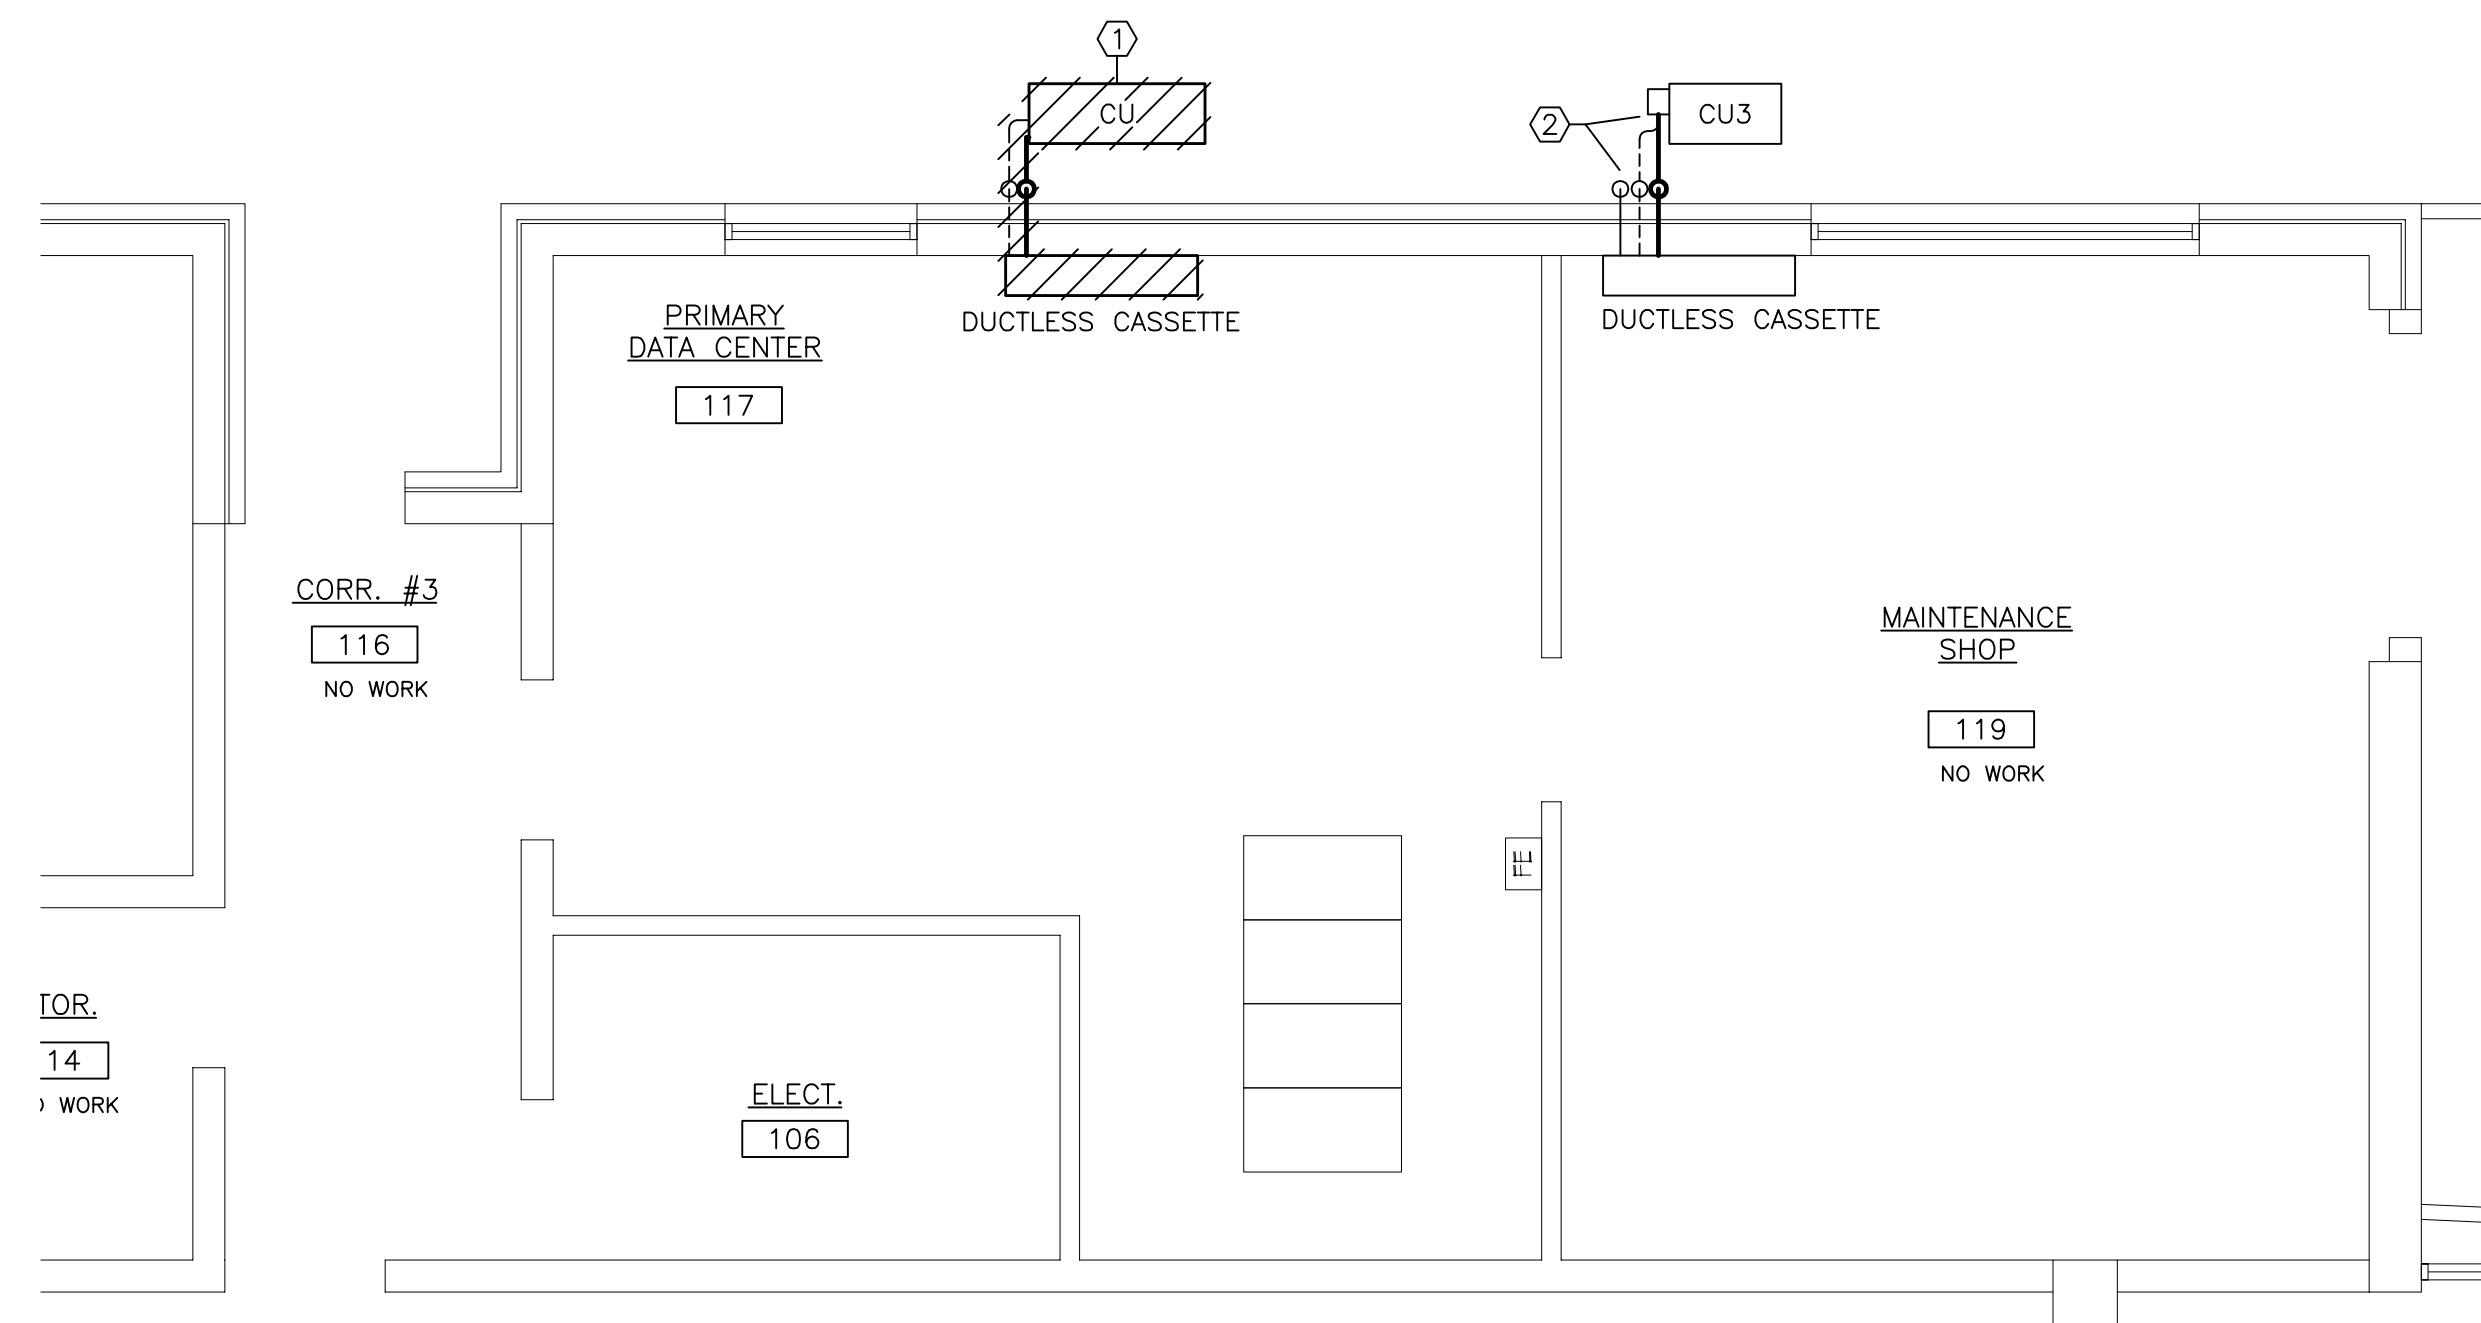 1
CU
2
CU3
DUCTLESS CASSETTE
DUCTLESS CASSETTE
PRIMARY
DATA CENTER
117
CORR. #3
116
NO WORK
MAINTENANCE
SHOP
119
NO WORK
FE
TOR.
14
WORK
ELECT.
106